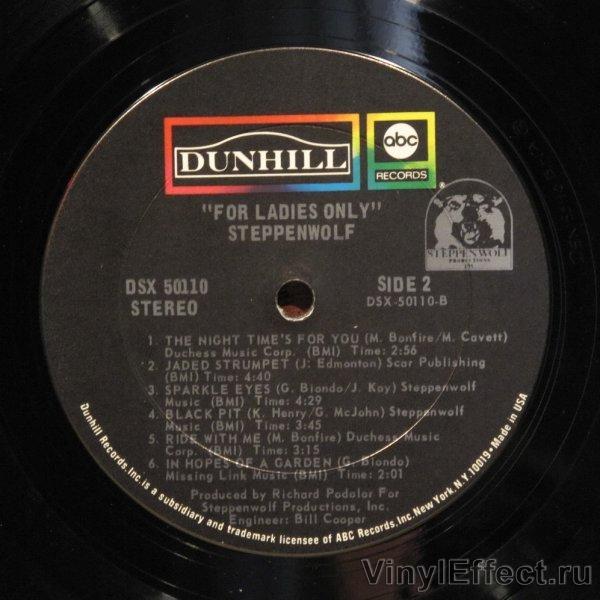 DUNHILL
abc
RECORDS
"FOR LADIES ONLY"
STEPPENWOLF
STEPPENWOLF
PRODUCTIONS
DSX 50110
STEREO
SIDE 2
DSX-50110-B
1. THE NIGHT TIME'S FOR YOU (M. Bonfire/M. Cavett)
Duchess Music Corp. (BMI) Time: 2:56
2. JADED STRUMPET (J. Edmonton) Scar Publishing
(BMI) Time: 4:40
3. SPARKLE EYES (G. Biondo/J. Kay) Steppenwolf
Music (BMI) Time: 4:29
4. BLACK PIT (K. Henry/G. McJohn) Steppenwolf
Music (BMI) Time: 3:45
5. RIDE WITH ME (M. Bonfire) Duchess Music
Corp. (BMI) Time: 3:15
6. IN HOPES OF A GARDEN (G. Biondo)
Missing Link Music (BMI) Time: 2:01
Produced by Richard Podolor For
Steppenwolf Productions, Inc.
Engineer: Bill Cooper
Dunhill Records, Inc. is a subsidiary and trademark licensee of ABC Records, Inc. New York, N.Y. 10019 • Made in USA
VinylEffect.ru